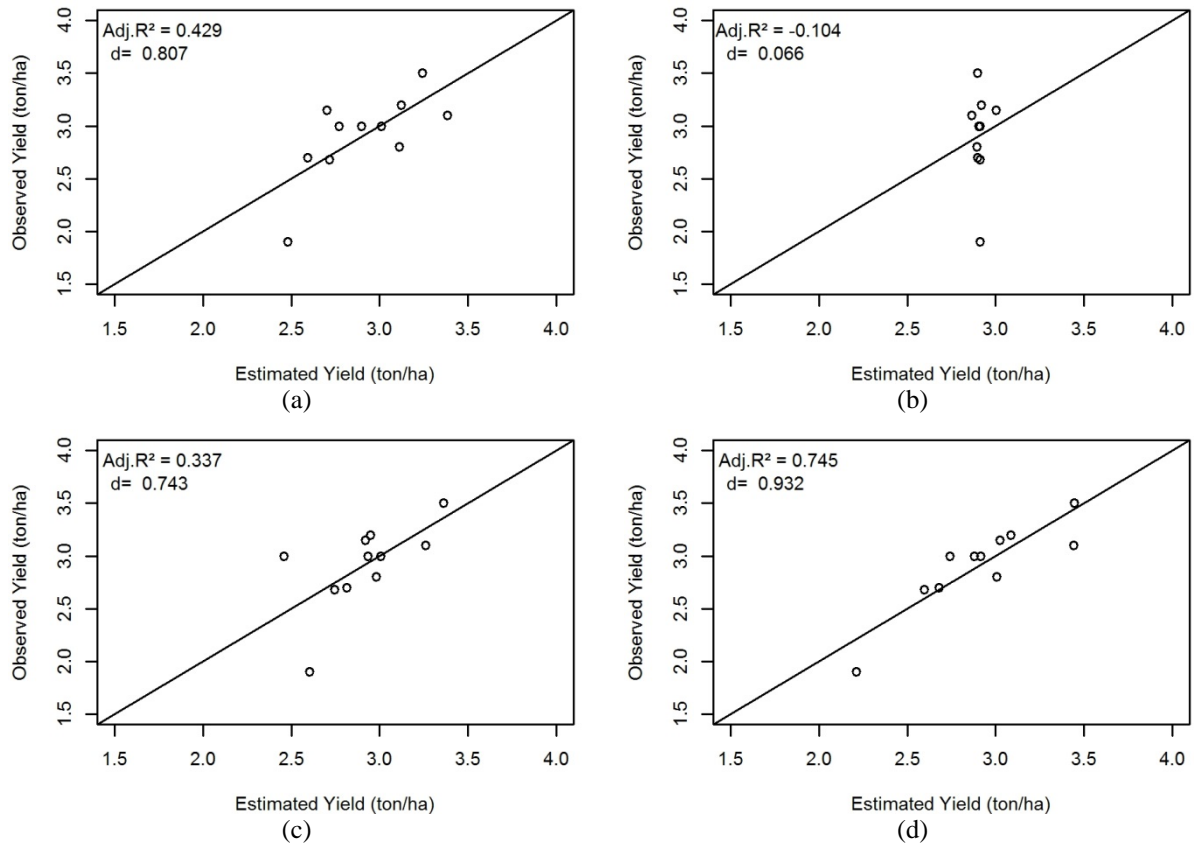 Adj.R² = 0.429
d= 0.807
Observed Yield (ton/ha)
4.0
3.5
3.0
2.5
2.0
1.5
1.5 2.0 2.5 3.0 3.5 4.0
Estimated Yield (ton/ha)
(a)
Adj.R² = -0.104
d= 0.066
Observed Yield (ton/ha)
4.0
3.5
3.0
2.5
2.0
1.5
1.5 2.0 2.5 3.0 3.5 4.0
Estimated Yield (ton/ha)
(b)
Adj.R² = 0.337
d= 0.743
Observed Yield (ton/ha)
4.0
3.5
3.0
2.5
2.0
1.5
1.5 2.0 2.5 3.0 3.5 4.0
Estimated Yield (ton/ha)
(c)
Adj.R² = 0.745
d= 0.932
Observed Yield (ton/ha)
4.0
3.5
3.0
2.5
2.0
1.5
1.5 2.0 2.5 3.0 3.5 4.0
Estimated Yield (ton/ha)
(d)